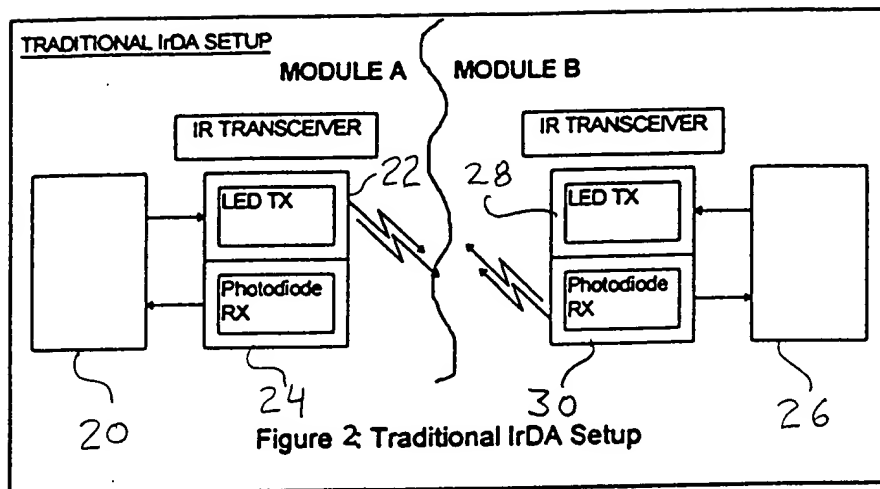 TRADITIONAL IrDA SETUP
MODULE A
MODULE B
IR TRANSCEIVER
IR TRANSCEIVER
22
28
LED TX
LED TX
Photodiode
RX
Photodiode
RX
20
24
30
26
Figure 2: Traditional IrDA Setup